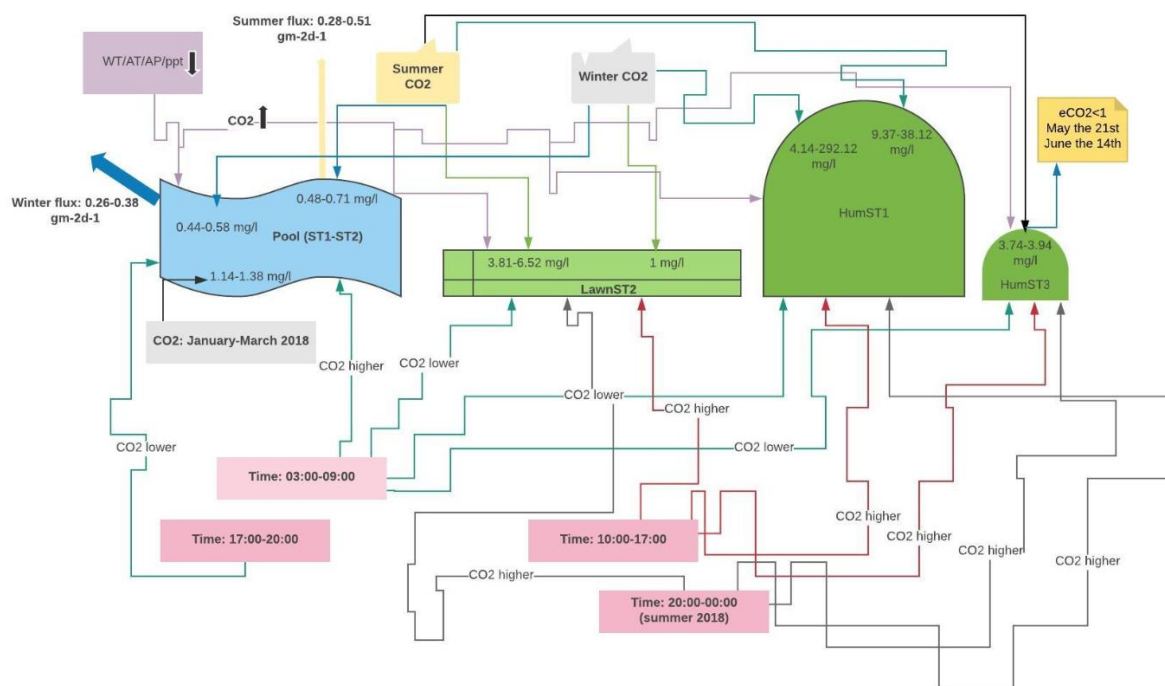 Summer flux: 0.28-0.51
gm-2d-1
WT/AT/AP/ppt
Summer
CO2
Winter CO2
eCO2<1
May the 21st
June the 14th
CO2
9.37-38.12
mg/l
4.14-292.12
mg/l
HumST1
Winter flux: 0.26-0.38
gm-2d-1
0.48-0.71 mg/l
0.44-0.58 mg/l
Pool (ST1-ST2)
1.14-1.38 mg/l
3.81-6.52 mg/l
1 mg/l
LawnST2
3.74-3.94
mg/l
HumST3
CO2: January-March 2018
CO2 higher
CO2 lower
CO2 lower
CO2 higher
CO2 lower
CO2 lower
Time: 03:00-09:00
Time: 17:00-20:00
Time: 10:00-17:00
CO2 higher
CO2 higher
CO2 higher
CO2 higher
CO2 higher
Time: 20:00-00:00
(summer 2018)